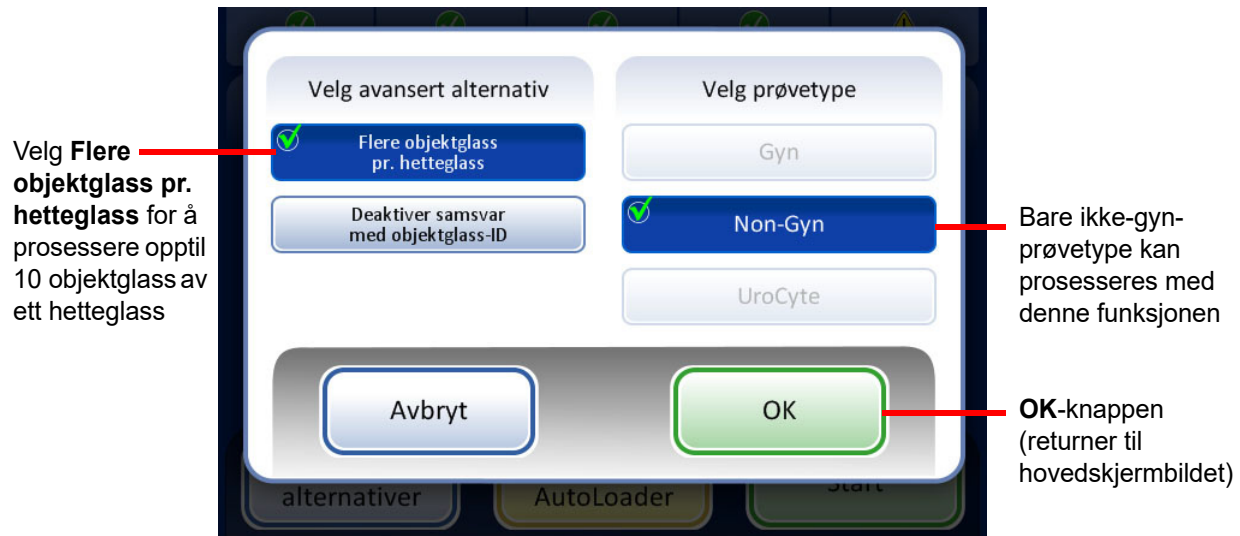 Velg avansert alternativ
Velg prøvetype
Flere objektglass
pr. hetteglass
Gyn
Deaktiver samsvar
med objektglass-ID
Non-Gyn
UroCyte
Avbryt
OK
alternativer
AutoLoader
Start
Velg Flere
objektglass pr.
hetteglass for å
prosessere opptil
10 objektglass av
ett hetteglass
Bare ikke-gyn-
prøvetype kan
prosesseres med
denne funksjonen
OK-knappen
(returner til
hovedskjermbildet)